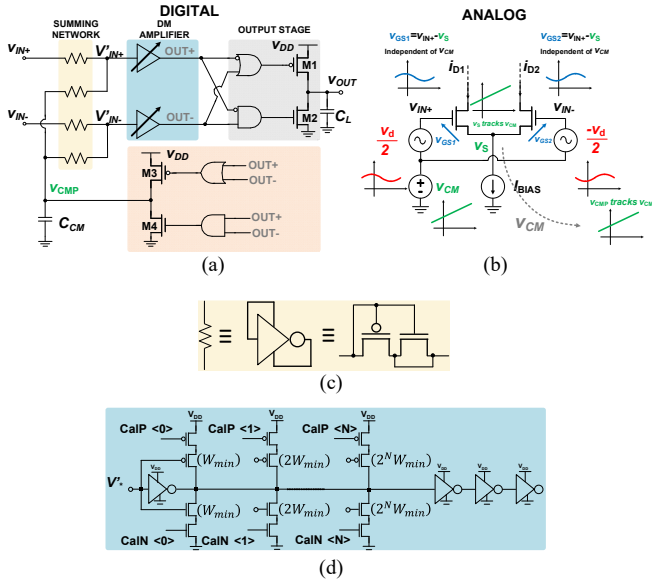 DIGITAL
SUMMING
NETWORK
DM
AMPLIFIER
OUTPUT STAGE
VIN+
V'IN+
OUT+
VDD
M1
VOUT
VIN-
V'IN-
OUT-
M2
CL
VDD
M3
OUT+
OUT-
VCMP
CCM
M4
OUT+
OUT-
(a)
ANALOG
vGS1=vIN+-vS
Independent of vCM
vGS2=vIN+-vS
Independent of vCM
iD1
iD2
vS tracks vCM
vIN+
vIN-
vGS1
vGS2
vd
2
-vd
2
vS
vCM
IBIAS
vCM
vCMP tracks vCM
(b)
≡
≡
(c)
VDD
VDD
VDD
CalP <0>
CalP <1>
CalP <N>
(Wmin)
(2Wmin)
(2^N Wmin)
V'*
VDD
VDD
VDD
VDD
(Wmin)
(2Wmin)
(2^N Wmin)
CalN <0>
CalN <1>
CalN <N>
(d)